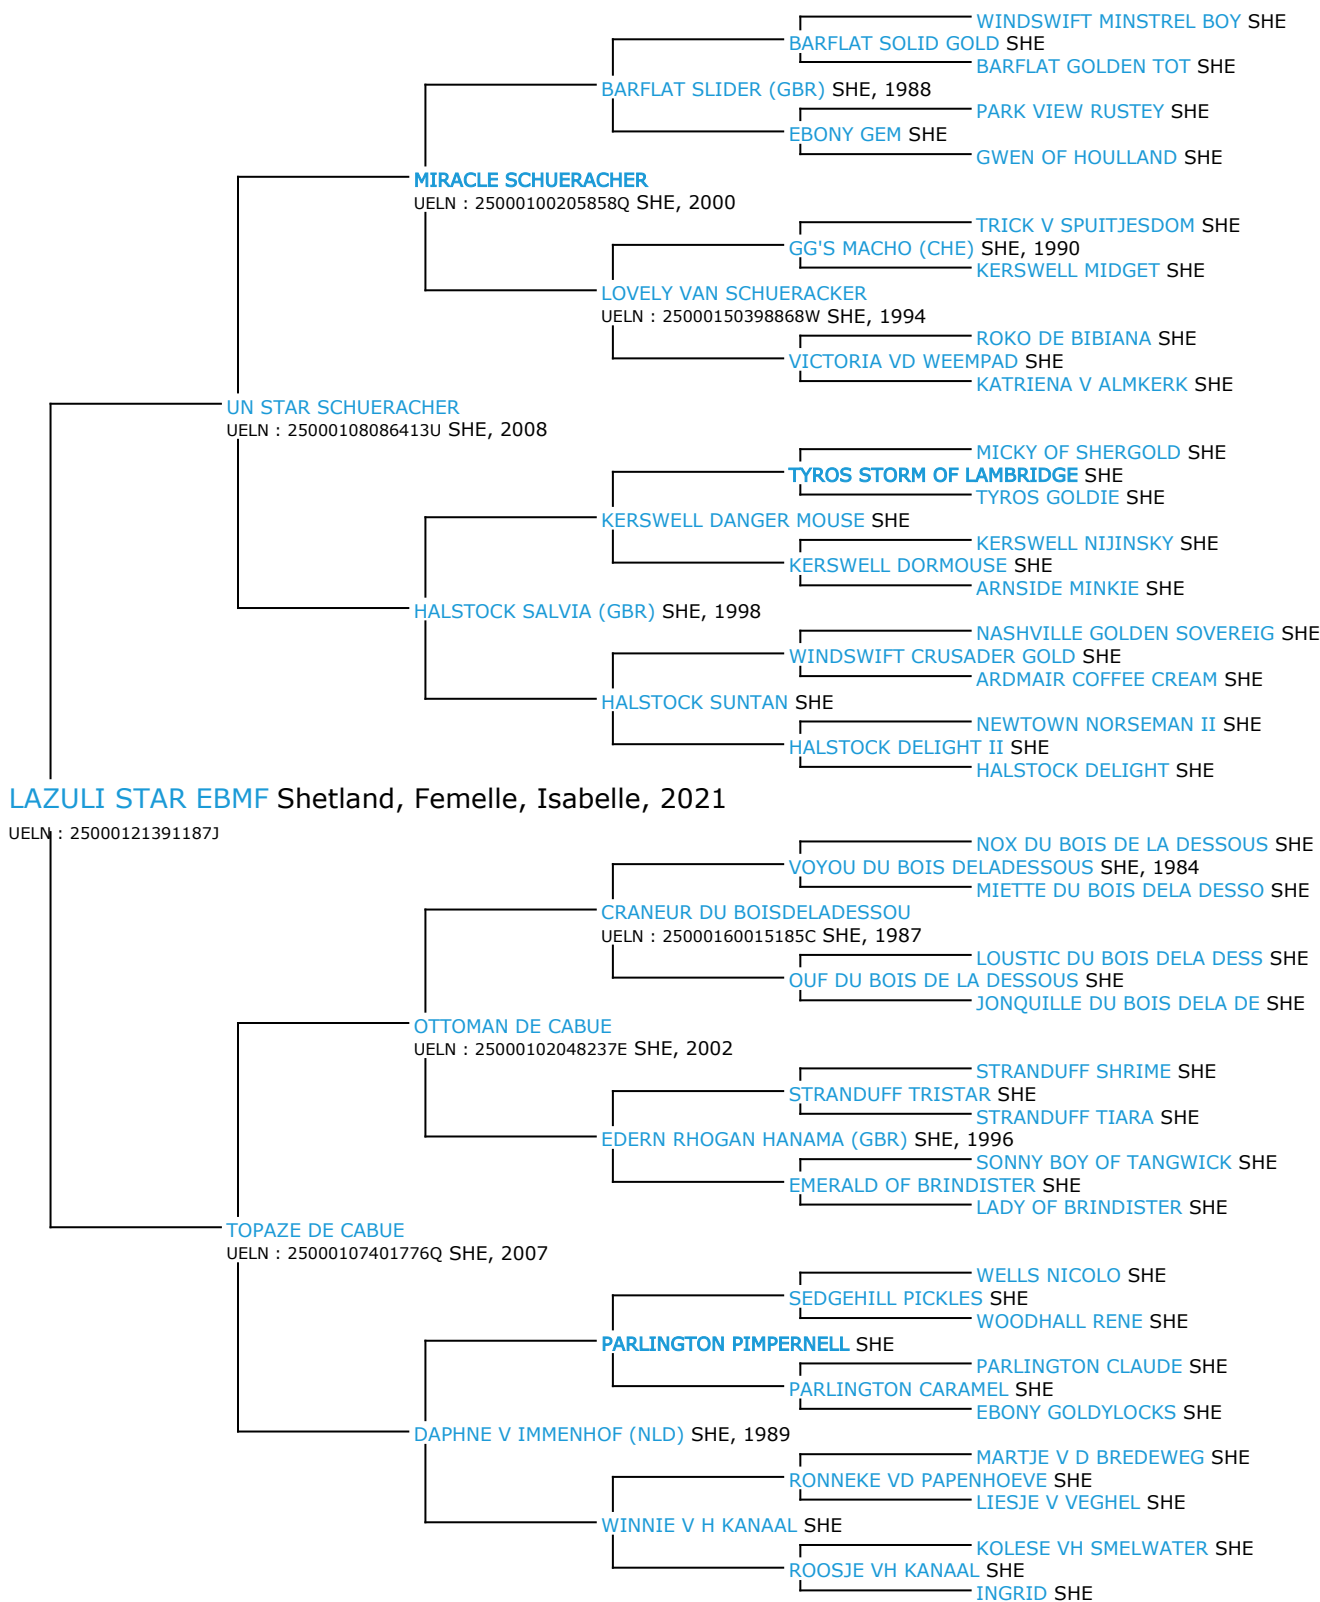 WINDSWIFT MINSTREL BOY SHE
BARFLAT SOLID GOLD SHE
BARFLAT GOLDEN TOT SHE
BARFLAT SLIDER (GBR) SHE, 1988
PARK VIEW RUSTEY SHE
EBONY GEM SHE
GWEN OF HOULLAND SHE
MIRACLE SCHUERACHER
UELN : 25000100205858Q SHE, 2000
TRICK V SPUITJESDOM SHE
GG'S MACHO (CHE) SHE, 1990
KERSWELL MIDGET SHE
LOVELY VAN SCHUERACKER
UELN : 25000150398868W SHE, 1994
ROKO DE BIBIANA SHE
VICTORIA VD WEEMPAD SHE
KATRIENA V ALMKERK SHE
UN STAR SCHUERACHER
UELN : 25000108086413U SHE, 2008
MICKY OF SHERGOLD SHE
TYROS STORM OF LAMBRIDGE SHE
TYROS GOLDIE SHE
KERSWELL DANGER MOUSE SHE
KERSWELL NIJINSKY SHE
KERSWELL DORMOUSE SHE
ARNSIDE MINKIE SHE
HALSTOCK SALVIA (GBR) SHE, 1998
NASHVILLE GOLDEN SOVEREIG SHE
WINDSWIFT CRUSADER GOLD SHE
ARDMAIR COFFEE CREAM SHE
HALSTOCK SUNTAN SHE
NEWTOWN NORSEMAN II SHE
HALSTOCK DELIGHT II SHE
HALSTOCK DELIGHT SHE
LAZULI STAR EBMF Shetland, Femelle, Isabelle, 2021
UELN : 25000121391187J
NOX DU BOIS DE LA DESSOUS SHE
VOYOU DU BOIS DELADESSOUS SHE, 1984
MIETTE DU BOIS DELA DESSO SHE
CRANEUR DU BOISDELADESSOU
UELN : 25000160015185C SHE, 1987
LOUSTIC DU BOIS DELA DESS SHE
OUF DU BOIS DE LA DESSOUS SHE
JONQUILLE DU BOIS DELA DE SHE
OTTOMAN DE CABUE
UELN : 25000102048237E SHE, 2002
STRANDUFF SHRIME SHE
STRANDUFF TRISTAR SHE
STRANDUFF TIARA SHE
EDERN RHOGAN HANAMA (GBR) SHE, 1996
SONNY BOY OF TANGWICK SHE
EMERALD OF BRINDISTER SHE
LADY OF BRINDISTER SHE
TOPAZE DE CABUE
UELN : 25000107401776Q SHE, 2007
WELLS NICOLO SHE
SEDGEHILL PICKLES SHE
WOODHALL RENE SHE
PARLINGTON PIMPERNELL SHE
PARLINGTON CLAUDE SHE
PARLINGTON CARAMEL SHE
EBONY GOLDYLOCKS SHE
DAPHNE V IMMENHOF (NLD) SHE, 1989
MARTJE V D BREDEWEG SHE
RONNEKE VD PAPENHOEVE SHE
LIESJE V VEGHEL SHE
WINNIE V H KANAAL SHE
KOLESE VH SMELWATER SHE
ROOSJE VH KANAAL SHE
INGRID SHE